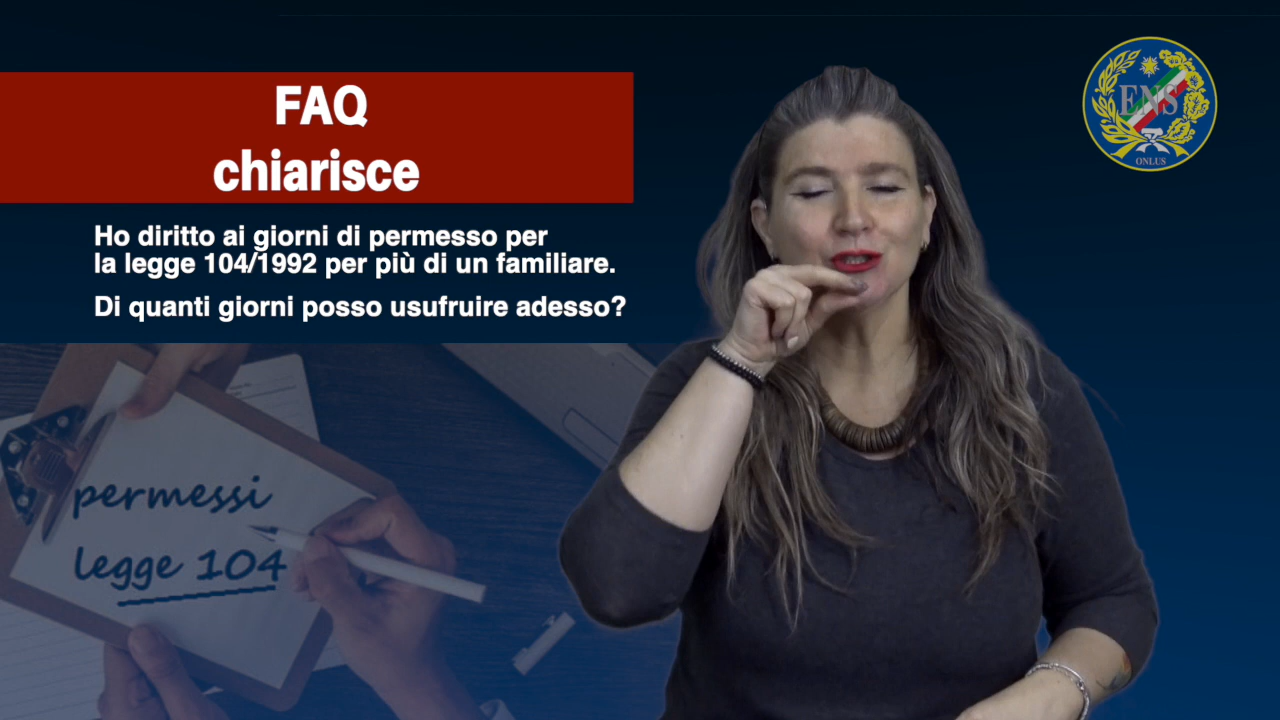 FAQ
chiarisce
Ho diritto ai giorni di permesso per
la legge 104/1992 per più di un familiare.
Di quanti giorni posso usufruire adesso?
ENS
ONLUS
permessi
legge 104